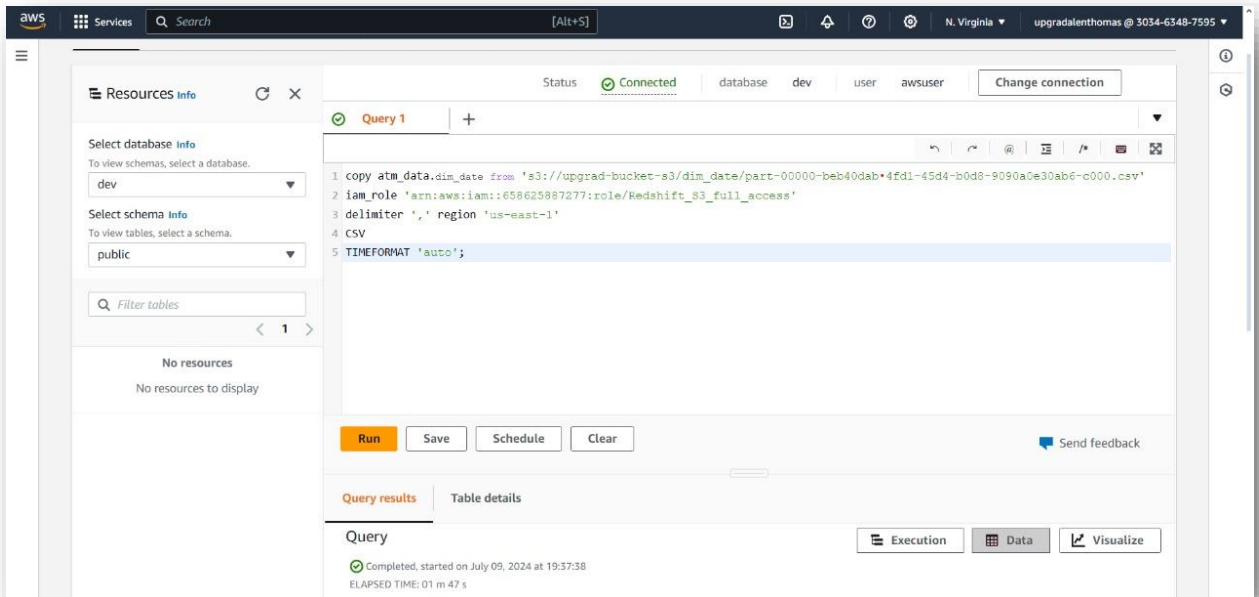 aws Services Search [Alt+S] N. Virginia ▼ upgradalenthomas @ 3034-6348-7595 ▼
Resources Info
Status Connected database dev user awsuser Change connection
Query 1 +
Select database Info
To view schemas, select a database.
dev
Select schema Info
To view tables, select a schema.
public
Filter tables
< 1 >
No resources
No resources to display
1 copy atm_data.dim_date from 's3://upgrad-bucket-s3/dim_date/part-00000-beb40dab•4fd1-45d4-b0d8-9090a0e30ab6-c000.csv'
2 iam_role 'arn:aws:iam::658625887277:role/Redshift_S3_full_access'
3 delimiter ',' region 'us-east-1'
4 CSV
5 TIMEFORMAT 'auto';
Run Save Schedule Clear
Send feedback
Query results Table details
Query
Execution Data Visualize
Completed, started on July 09, 2024 at 19:37:38
ELAPSED TIME: 01 m 47 s